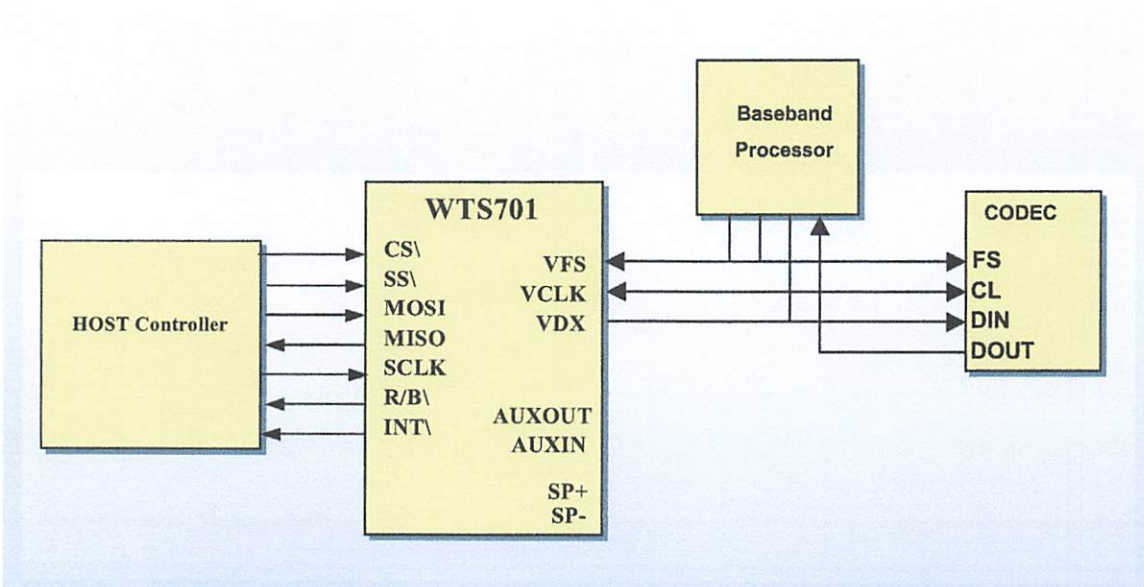 Baseband
Processor
WTS701
CODEC
HOST Controller
CS\
SS\
MOSI
MISO
SCLK
R/B\
INT\
VFS
VCLK
VDX
AUXOUT
AUXIN
SP+
SP-
FS
CL
DIN
DOUT